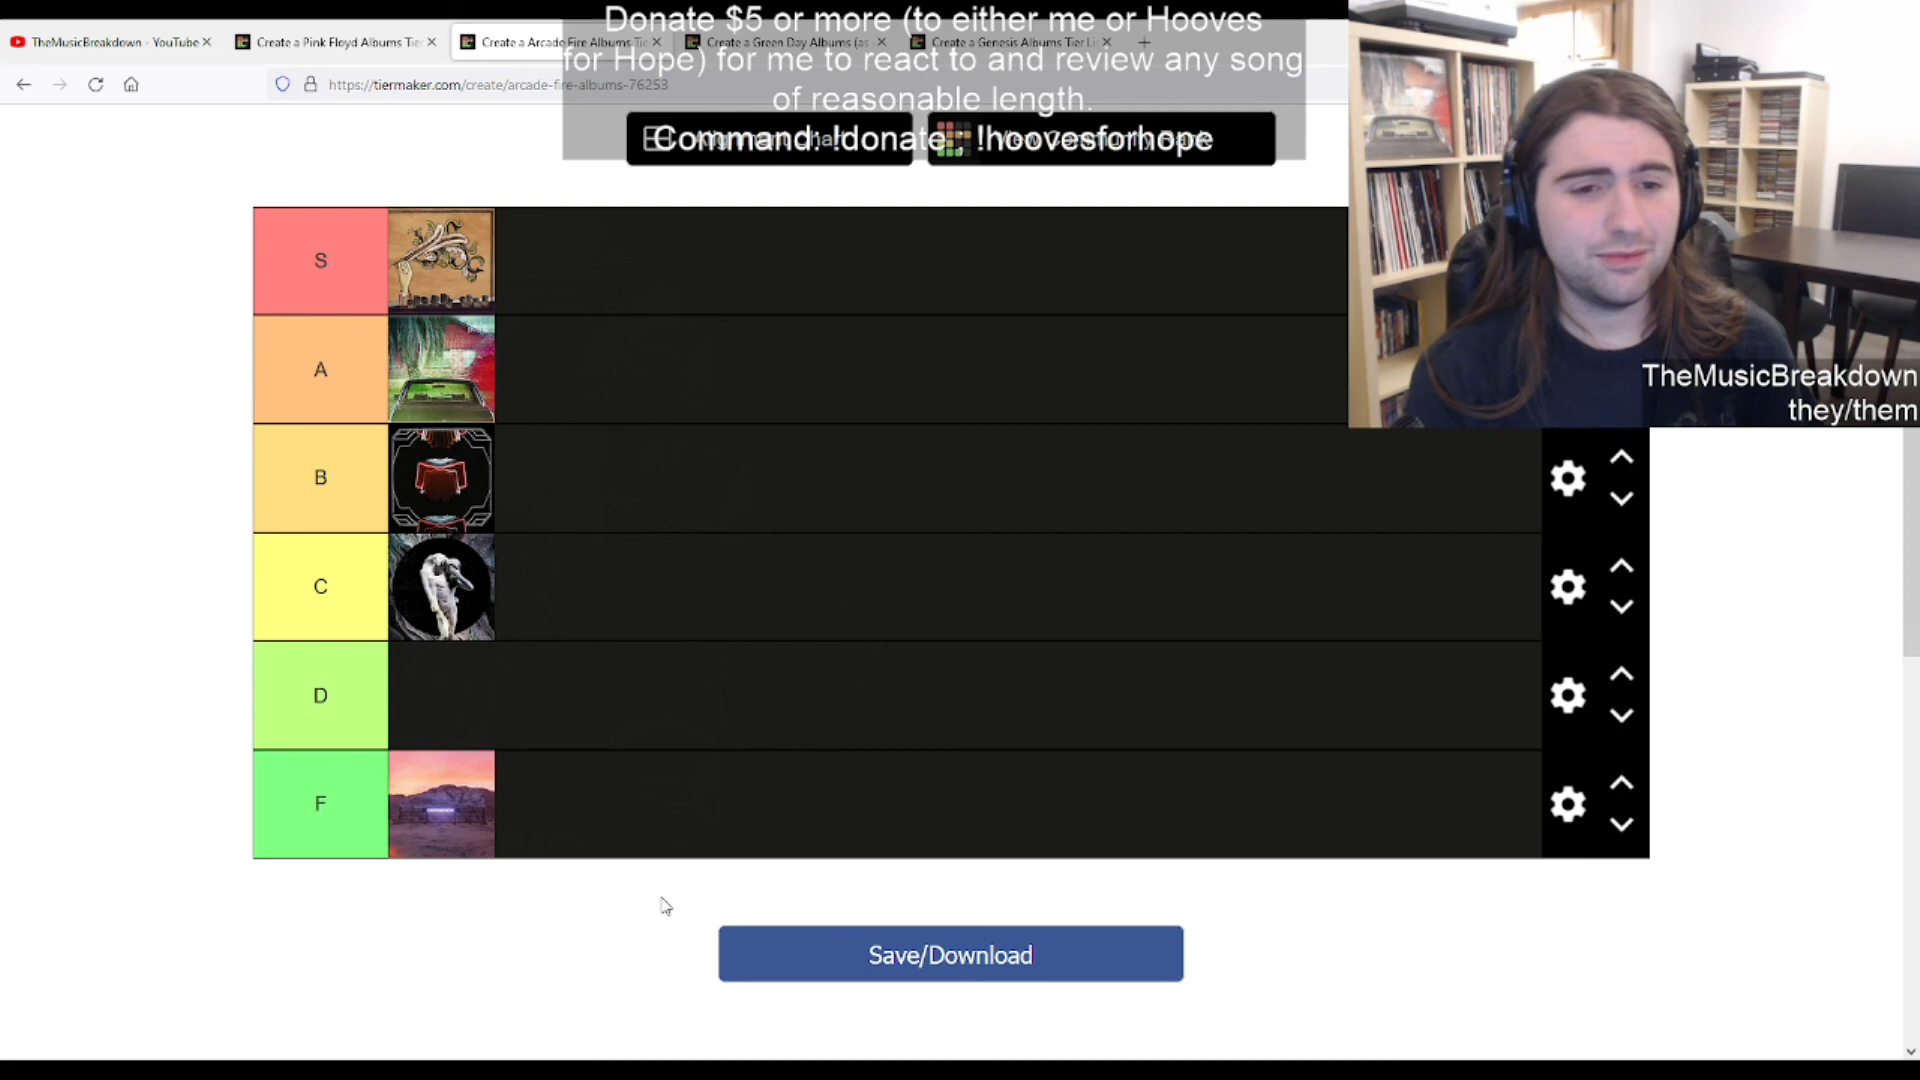 Donate $5 or more (to either me or Hooves
for Hope) for me to react to and review any song
of reasonable length.
Command: !donate ; !hoovesforhope
TheMusicBreakdown - YouTube
Create a Pink Floyd Albums Tier
Create a Arcade Fire Albums Tie
Create a Green Day Albums (as
Create a Genesis Albums Tier Li
https://tiermaker.com/create/arcade-fire-albums-76253
S
A
B
C
D
F
TheMusicBreakdown
they/them
Save/Download